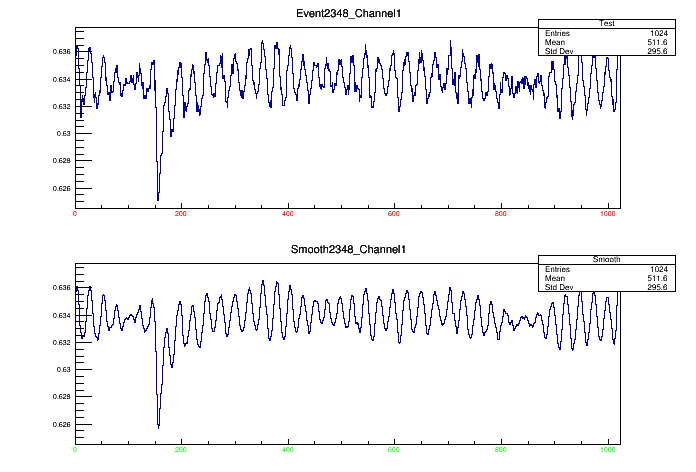 Event2348_Channel1
Test
Entries 1024
Mean 511.6
Std Dev 295.6
0.636
0.634
0.632
0.63
0.628
0.626
0 200 400 600 800 1000
Smooth2348_Channel1
Smooth
Entries 1024
Mean 511.6
Std Dev 295.6
0.636
0.634
0.632
0.63
0.628
0.626
0 200 400 600 800 1000